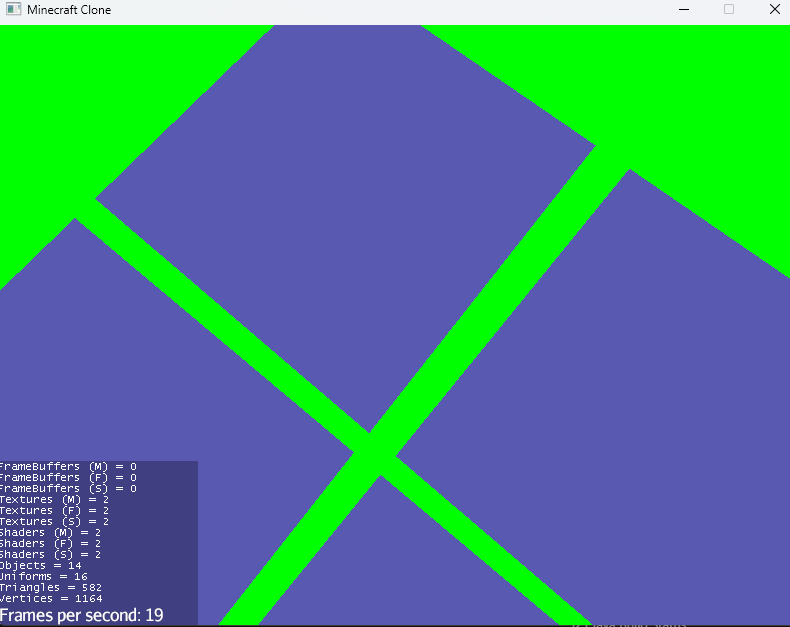 Minecraft Clone
FrameBuffers (M) = 0
FrameBuffers (F) = 0
FrameBuffers (S) = 0
Textures (M) = 2
Textures (F) = 2
Textures (S) = 2
Shaders (M) = 2
Shaders (F) = 2
Shaders (S) = 2
Objects = 14
Uniforms = 16
Triangles = 582
Vertices = 1164
Frames per second: 19